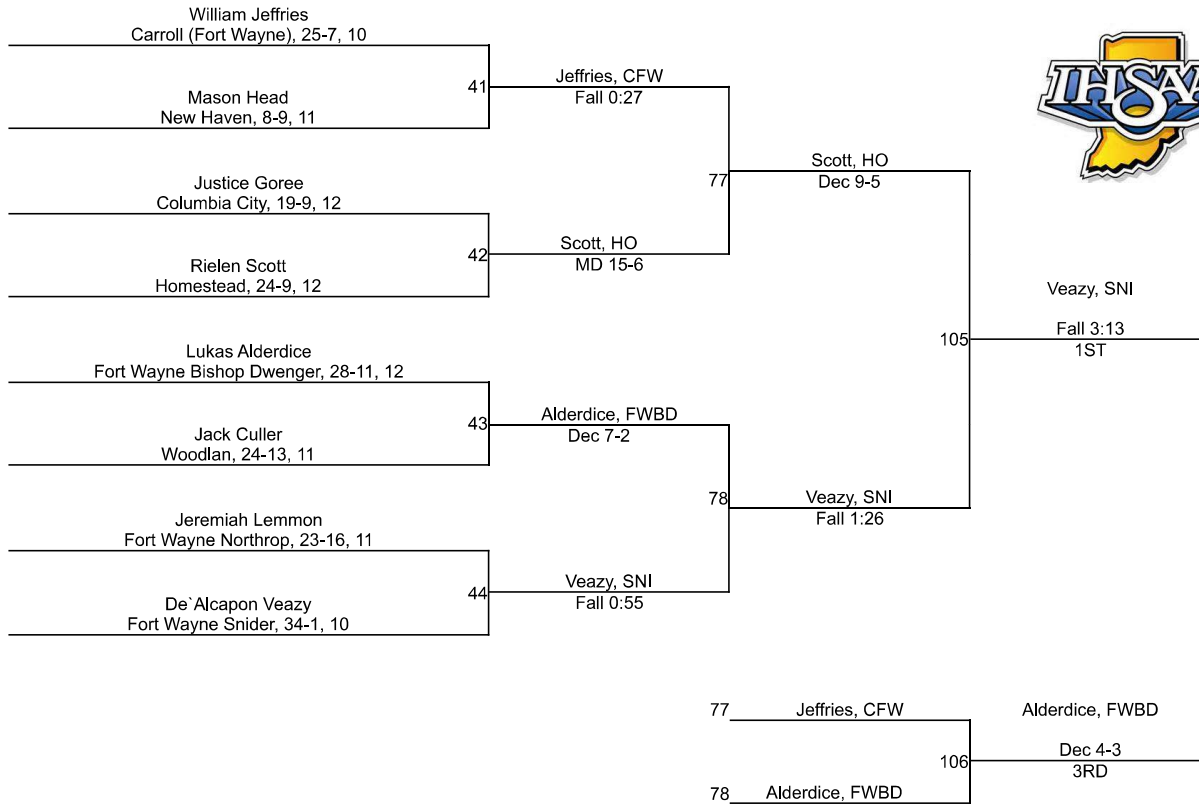 William Jeffries
Carroll (Fort Wayne), 25-7, 10
41
Jeffries, CFW
Fall 0:27
Mason Head
New Haven, 8-9, 11
IHSAA
77
Scott, HO
Dec 9-5
Justice Goree
Columbia City, 19-9, 12
42
Scott, HO
MD 15-6
Rielen Scott
Homestead, 24-9, 12
105
Veazy, SNI
Fall 3:13
1ST
Lukas Alderdice
Fort Wayne Bishop Dwenger, 28-11, 12
43
Alderdice, FWBD
Dec 7-2
Jack Culler
Woodlan, 24-13, 11
78
Veazy, SNI
Fall 1:26
Jeremiah Lemmon
Fort Wayne Northrop, 23-16, 11
44
Veazy, SNI
Fall 0:55
De`Alcapon Veazy
Fort Wayne Snider, 34-1, 10
77
Jeffries, CFW
106
Alderdice, FWBD
Dec 4-3
3RD
78
Alderdice, FWBD